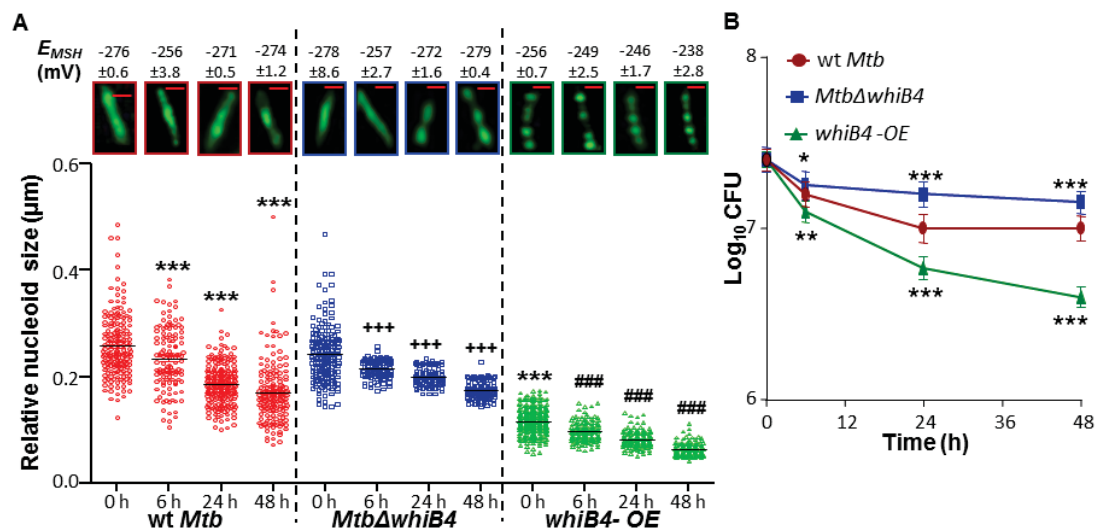 A
E_MSH (mV)
-276 -256 -271 -274 -278 -257 -272 -279 -256 -249 -246 -238
±0.6 ±3.8 ±0.5 ±1.2 ±8.6 ±2.7 ±1.6 ±0.4 ±0.7 ±2.5 ±1.7 ±2.8
Relative nucleoid size (µm)
0.6
0.4
0.2
0.0
***
***
***
+++
+++
+++
***
###
###
###
0 h 6 h 24 h 48 h 0 h 6 h 24 h 48 h 0 h 6 h 24 h 48 h
wt Mtb MtbΔwhiB4 whiB4- OE
B
wt Mtb
MtbΔwhiB4
whiB4 -OE
Log₁₀ CFU
8
7
6
*
***
***
**
***
***
0 12 24 36 48
Time (h)